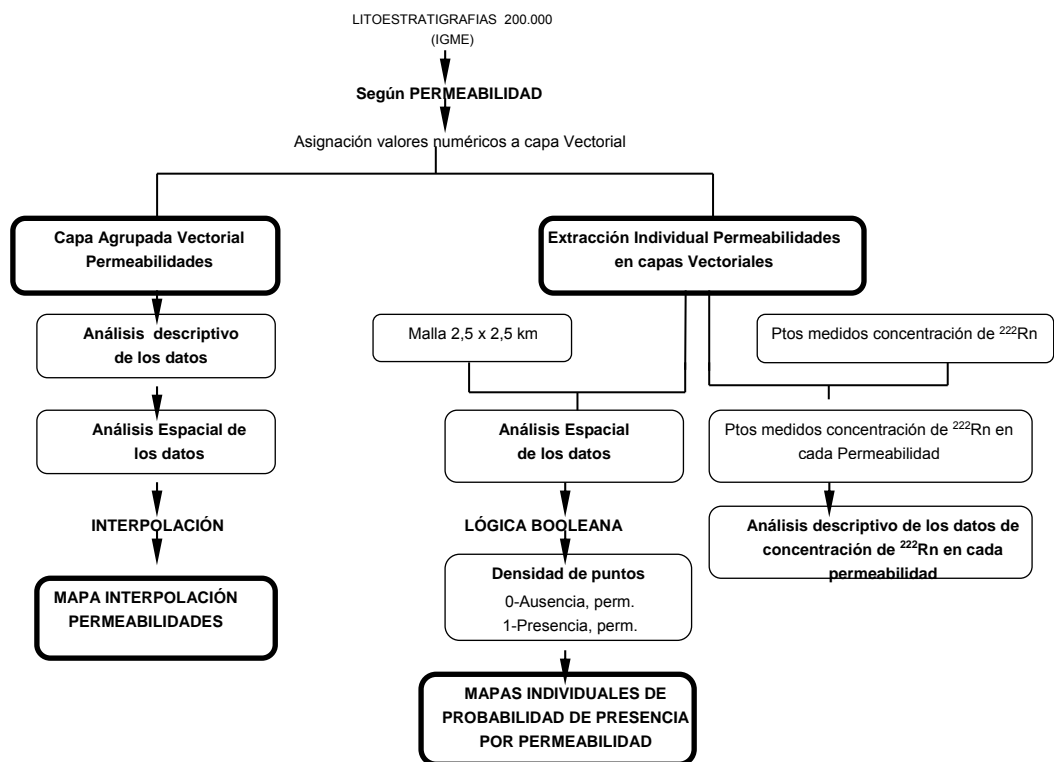 LITOESTRATIGRAFIAS 200.000
(IGME)
Según PERMEABILIDAD
Asignación valores numéricos a capa Vectorial
Capa Agrupada Vectorial
Permeabilidades
Extracción Individual Permeabilidades
en capas Vectoriales
Análisis descriptivo
de los datos
Malla 2,5 x 2,5 km
Ptos medidos concentración de ²²²Rn
Análisis Espacial de
los datos
Análisis Espacial
de los datos
Ptos medidos concentración de ²²²Rn en
cada Permeabilidad
INTERPOLACIÓN
LÓGICA BOOLEANA
Análisis descriptivo de los datos de
concentración de ²²²Rn en cada
permeabilidad
Densidad de puntos
0-Ausencia, perm.
1-Presencia, perm.
MAPA INTERPOLACIÓN
PERMEABILIDADES
MAPAS INDIVIDUALES DE
PROBABILIDAD DE PRESENCIA
POR PERMEABILIDAD